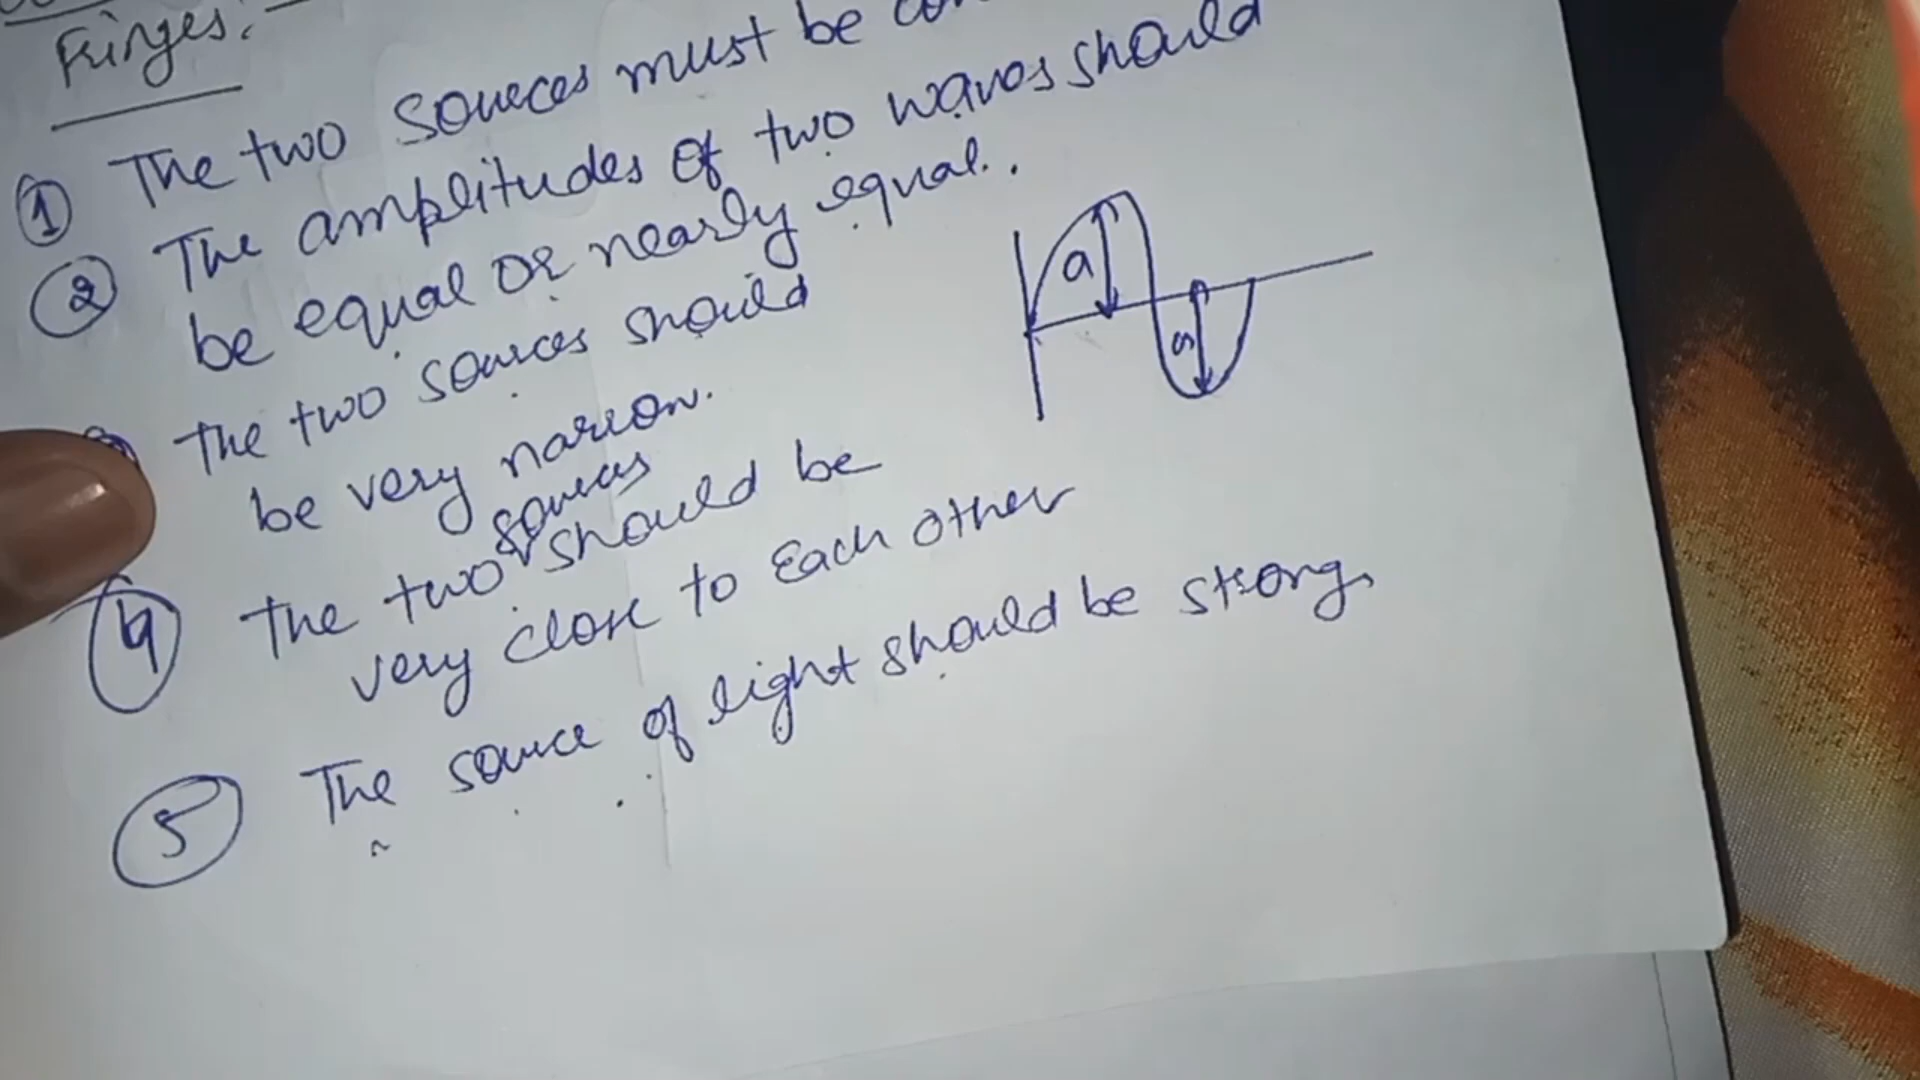 Fringes:
① The two sources must be
② The amplitudes of two waves should
be equal or nearly equal.
The two sources should
be very narrow.
sources
④ The two should be
very close to Each other
⑤ The source of light should be strong.
a
a